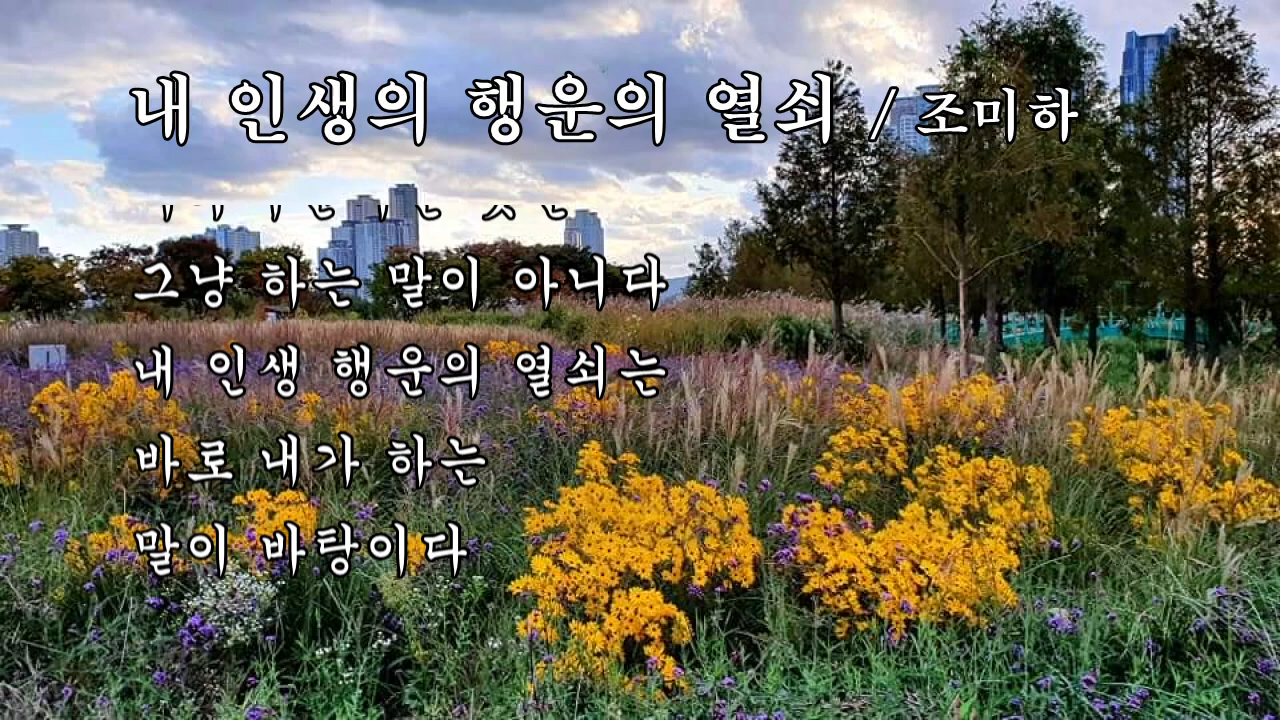 내 인생의 행운의 열쇠 / 조미하
그냥 하는 말이 아니다
내 인생 행운의 열쇠는
바로 내가 하는
말이 바탕이다